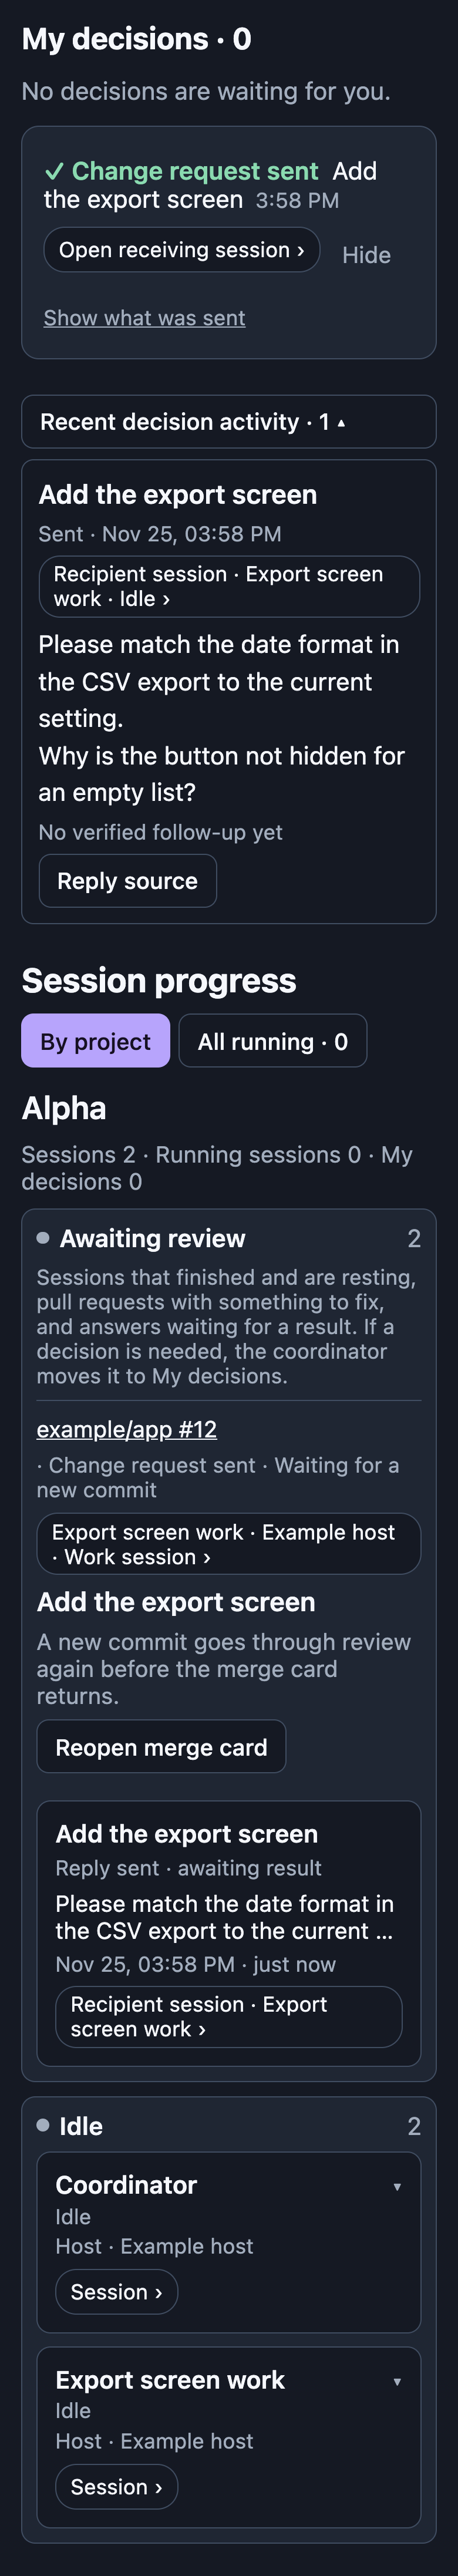 My decisions · 0
No decisions are waiting for you.
✓ Change request sent Add
the export screen 3:58 PM
Open receiving session ›
Hide
Show what was sent
Recent decision activity · 1 ▴
Add the export screen
Sent · Nov 25, 03:58 PM
Recipient session · Export screen
work · Idle ›
Please match the date format in
the CSV export to the current
setting.
Why is the button not hidden for
an empty list?
No verified follow-up yet
Reply source
Session progress
By project
All running · 0
Alpha
Sessions 2 · Running sessions 0 · My
decisions 0
Awaiting review 2
Sessions that finished and are resting,
pull requests with something to fix,
and answers waiting for a result. If a
decision is needed, the coordinator
moves it to My decisions.
example/app #12
· Change request sent · Waiting for a
new commit
Export screen work · Example host
· Work session ›
Add the export screen
A new commit goes through review
again before the merge card
returns.
Reopen merge card
Add the export screen
Reply sent · awaiting result
Please match the date format in
the CSV export to the current ...
Nov 25, 03:58 PM · just now
Recipient session · Export
screen work ›
Idle 2
Coordinator ▾
Idle
Host · Example host
Session ›
Export screen work ▾
Idle
Host · Example host
Session ›